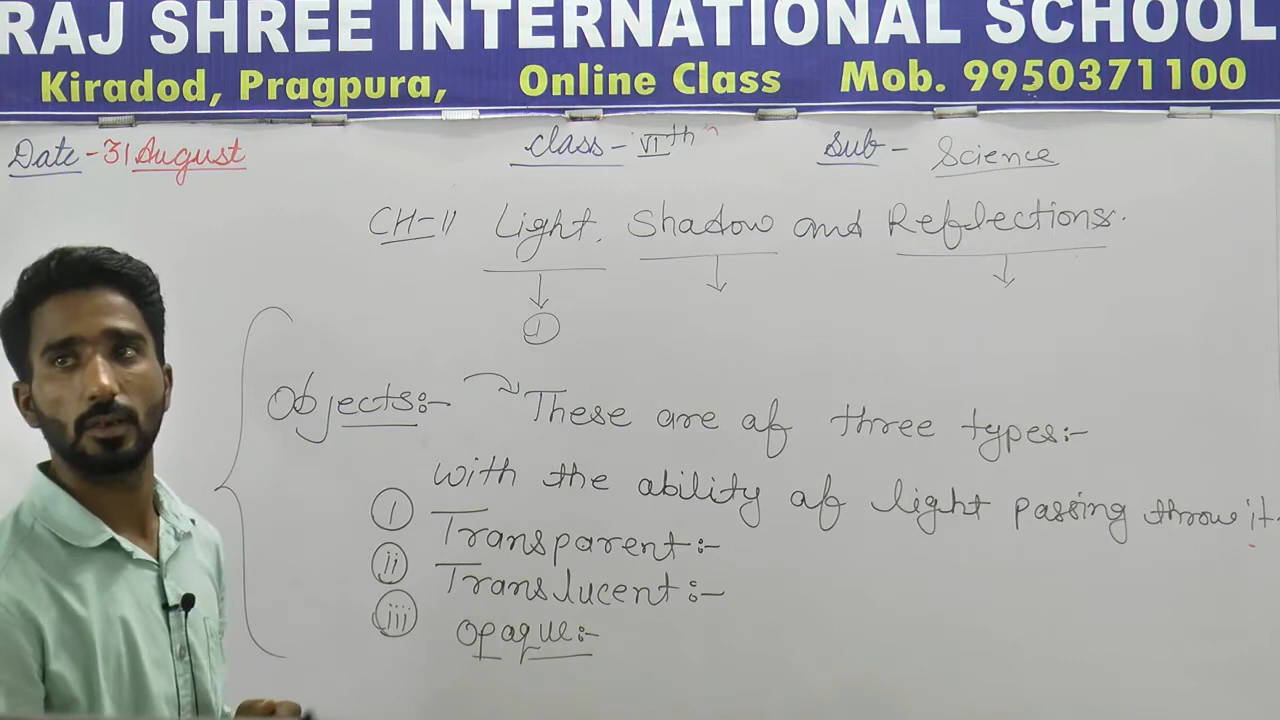 RAJ SHREE INTERNATIONAL SCHOOL
Kiradod, Pragpura, Online Class Mob. 9950371100
Date - 31 August Class - VIth Sub - Science
CH-11 Light, Shadow and Reflections.
1
Objects:- These are of three types:-
with the ability of light passing throw it.
i Transparent:-
ii Translucent:-
iii Opaque:-